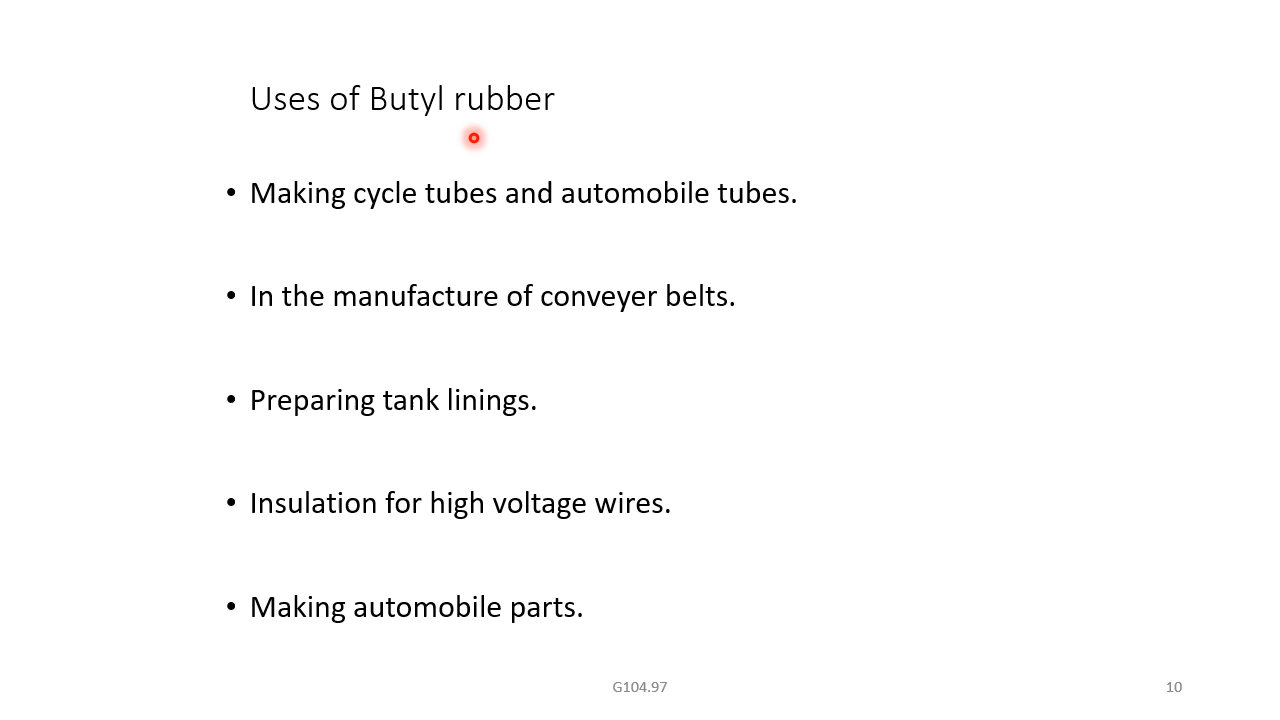 Uses of Butyl rubber
• Making cycle tubes and automobile tubes.
• In the manufacture of conveyer belts.
• Preparing tank linings.
• Insulation for high voltage wires.
• Making automobile parts.
G104.97
10